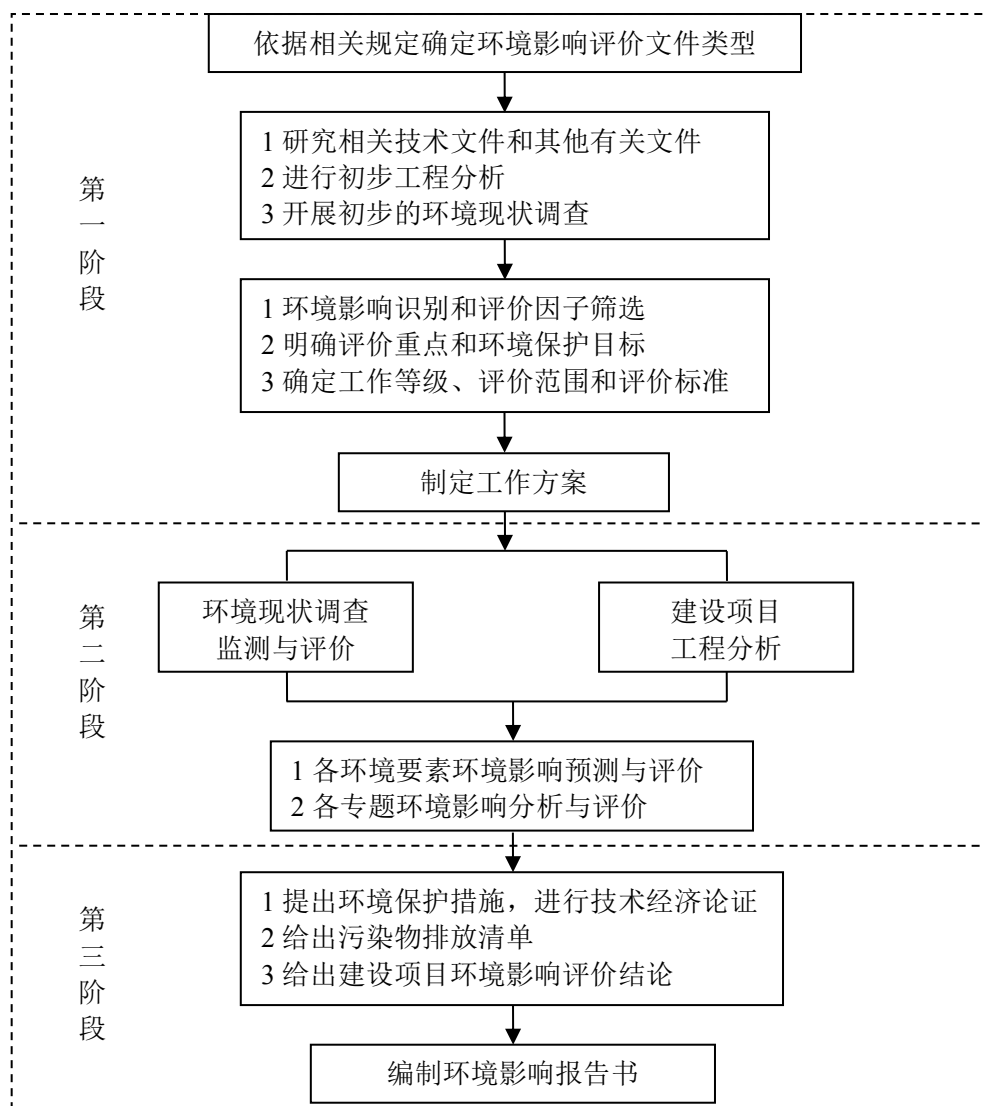 依据相关规定确定环境影响评价文件类型
1 研究相关技术文件和其他有关文件
2 进行初步工程分析
3 开展初步的环境现状调查
第一阶段
1 环境影响识别和评价因子筛选
2 明确评价重点和环境保护目标
3 确定工作等级、评价范围和评价标准
制定工作方案
第二阶段
环境现状调查
监测与评价
建设项目
工程分析
1 各环境要素环境影响预测与评价
2 各专题环境影响分析与评价
第三阶段
1 提出环境保护措施，进行技术经济论证
2 给出污染物排放清单
3 给出建设项目环境影响评价结论
编制环境影响报告书